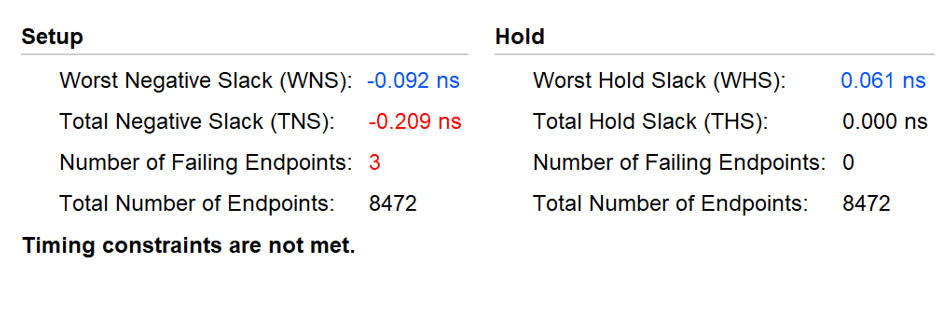 Setup
Worst Negative Slack (WNS): -0.092 ns
Total Negative Slack (TNS): -0.209 ns
Number of Failing Endpoints: 3
Total Number of Endpoints: 8472
Timing constraints are not met.
Hold
Worst Hold Slack (WHS): 0.061 ns
Total Hold Slack (THS): 0.000 ns
Number of Failing Endpoints: 0
Total Number of Endpoints: 8472